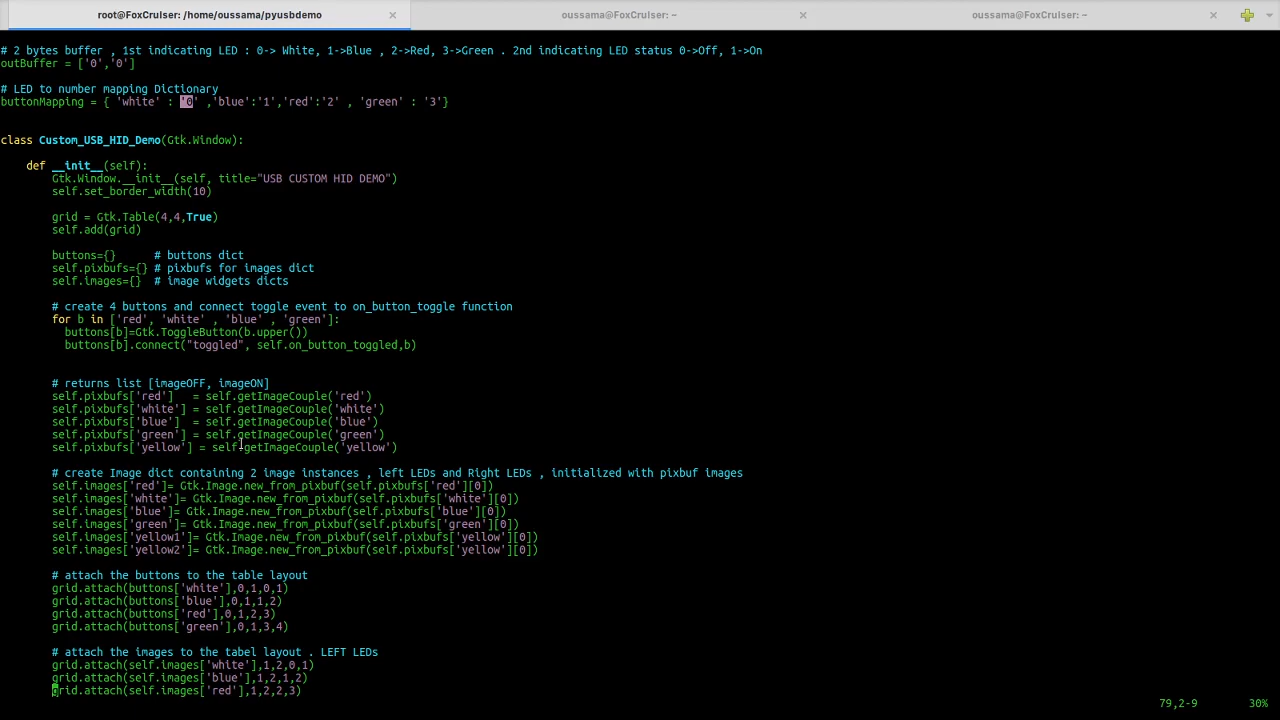 root@FoxCruiser: /home/oussama/pyusbdemo
oussama@FoxCruiser: ~
oussama@FoxCruiser: ~
# 2 bytes buffer , 1st indicating LED : 0-> White, 1->Blue , 2->Red, 3->Green . 2nd indicating LED status 0->Off, 1->On
outBuffer = ['0','0']
# LED to number mapping Dictionary
buttonMapping = { 'white' : '0' ,'blue':'1','red':'2' , 'green' : '3'}
class Custom_USB_HID_Demo(Gtk.Window):
def __init__(self):
Gtk.Window.__init__(self, title="USB CUSTOM HID DEMO")
self.set_border_width(10)
grid = Gtk.Table(4,4,True)
self.add(grid)
buttons={}      # buttons dict
self.pixbufs={} # pixbufs for images dict
self.images={}  # image widgets dicts
# create 4 buttons and connect toggle event to on_button_toggle function
for b in ['red', 'white' , 'blue' , 'green']:
buttons[b]=Gtk.ToggleButton(b.upper())
buttons[b].connect("toggled", self.on_button_toggled,b)
# returns list [imageOFF, imageON]
self.pixbufs['red']   = self.getImageCouple('red')
self.pixbufs['white'] = self.getImageCouple('white')
self.pixbufs['blue']  = self.getImageCouple('blue')
self.pixbufs['green'] = self.getImageCouple('green')
self.pixbufs['yellow'] = self.getImageCouple('yellow')
# create Image dict containing 2 image instances , left LEDs and Right LEDs , initialized with pixbuf images
self.images['red']= Gtk.Image.new_from_pixbuf(self.pixbufs['red'][0])
self.images['white']= Gtk.Image.new_from_pixbuf(self.pixbufs['white'][0])
self.images['blue']= Gtk.Image.new_from_pixbuf(self.pixbufs['blue'][0])
self.images['green']= Gtk.Image.new_from_pixbuf(self.pixbufs['green'][0])
self.images['yellow1']= Gtk.Image.new_from_pixbuf(self.pixbufs['yellow'][0])
self.images['yellow2']= Gtk.Image.new_from_pixbuf(self.pixbufs['yellow'][0])
# attach the buttons to the table layout
grid.attach(buttons['white'],0,1,0,1)
grid.attach(buttons['blue'],0,1,1,2)
grid.attach(buttons['red'],0,1,2,3)
grid.attach(buttons['green'],0,1,3,4)
# attach the images to the tabel layout . LEFT LEDs
grid.attach(self.images['white'],1,2,0,1)
grid.attach(self.images['blue'],1,2,1,2)
grid.attach(self.images['red'],1,2,2,3)
79,2-9 30%